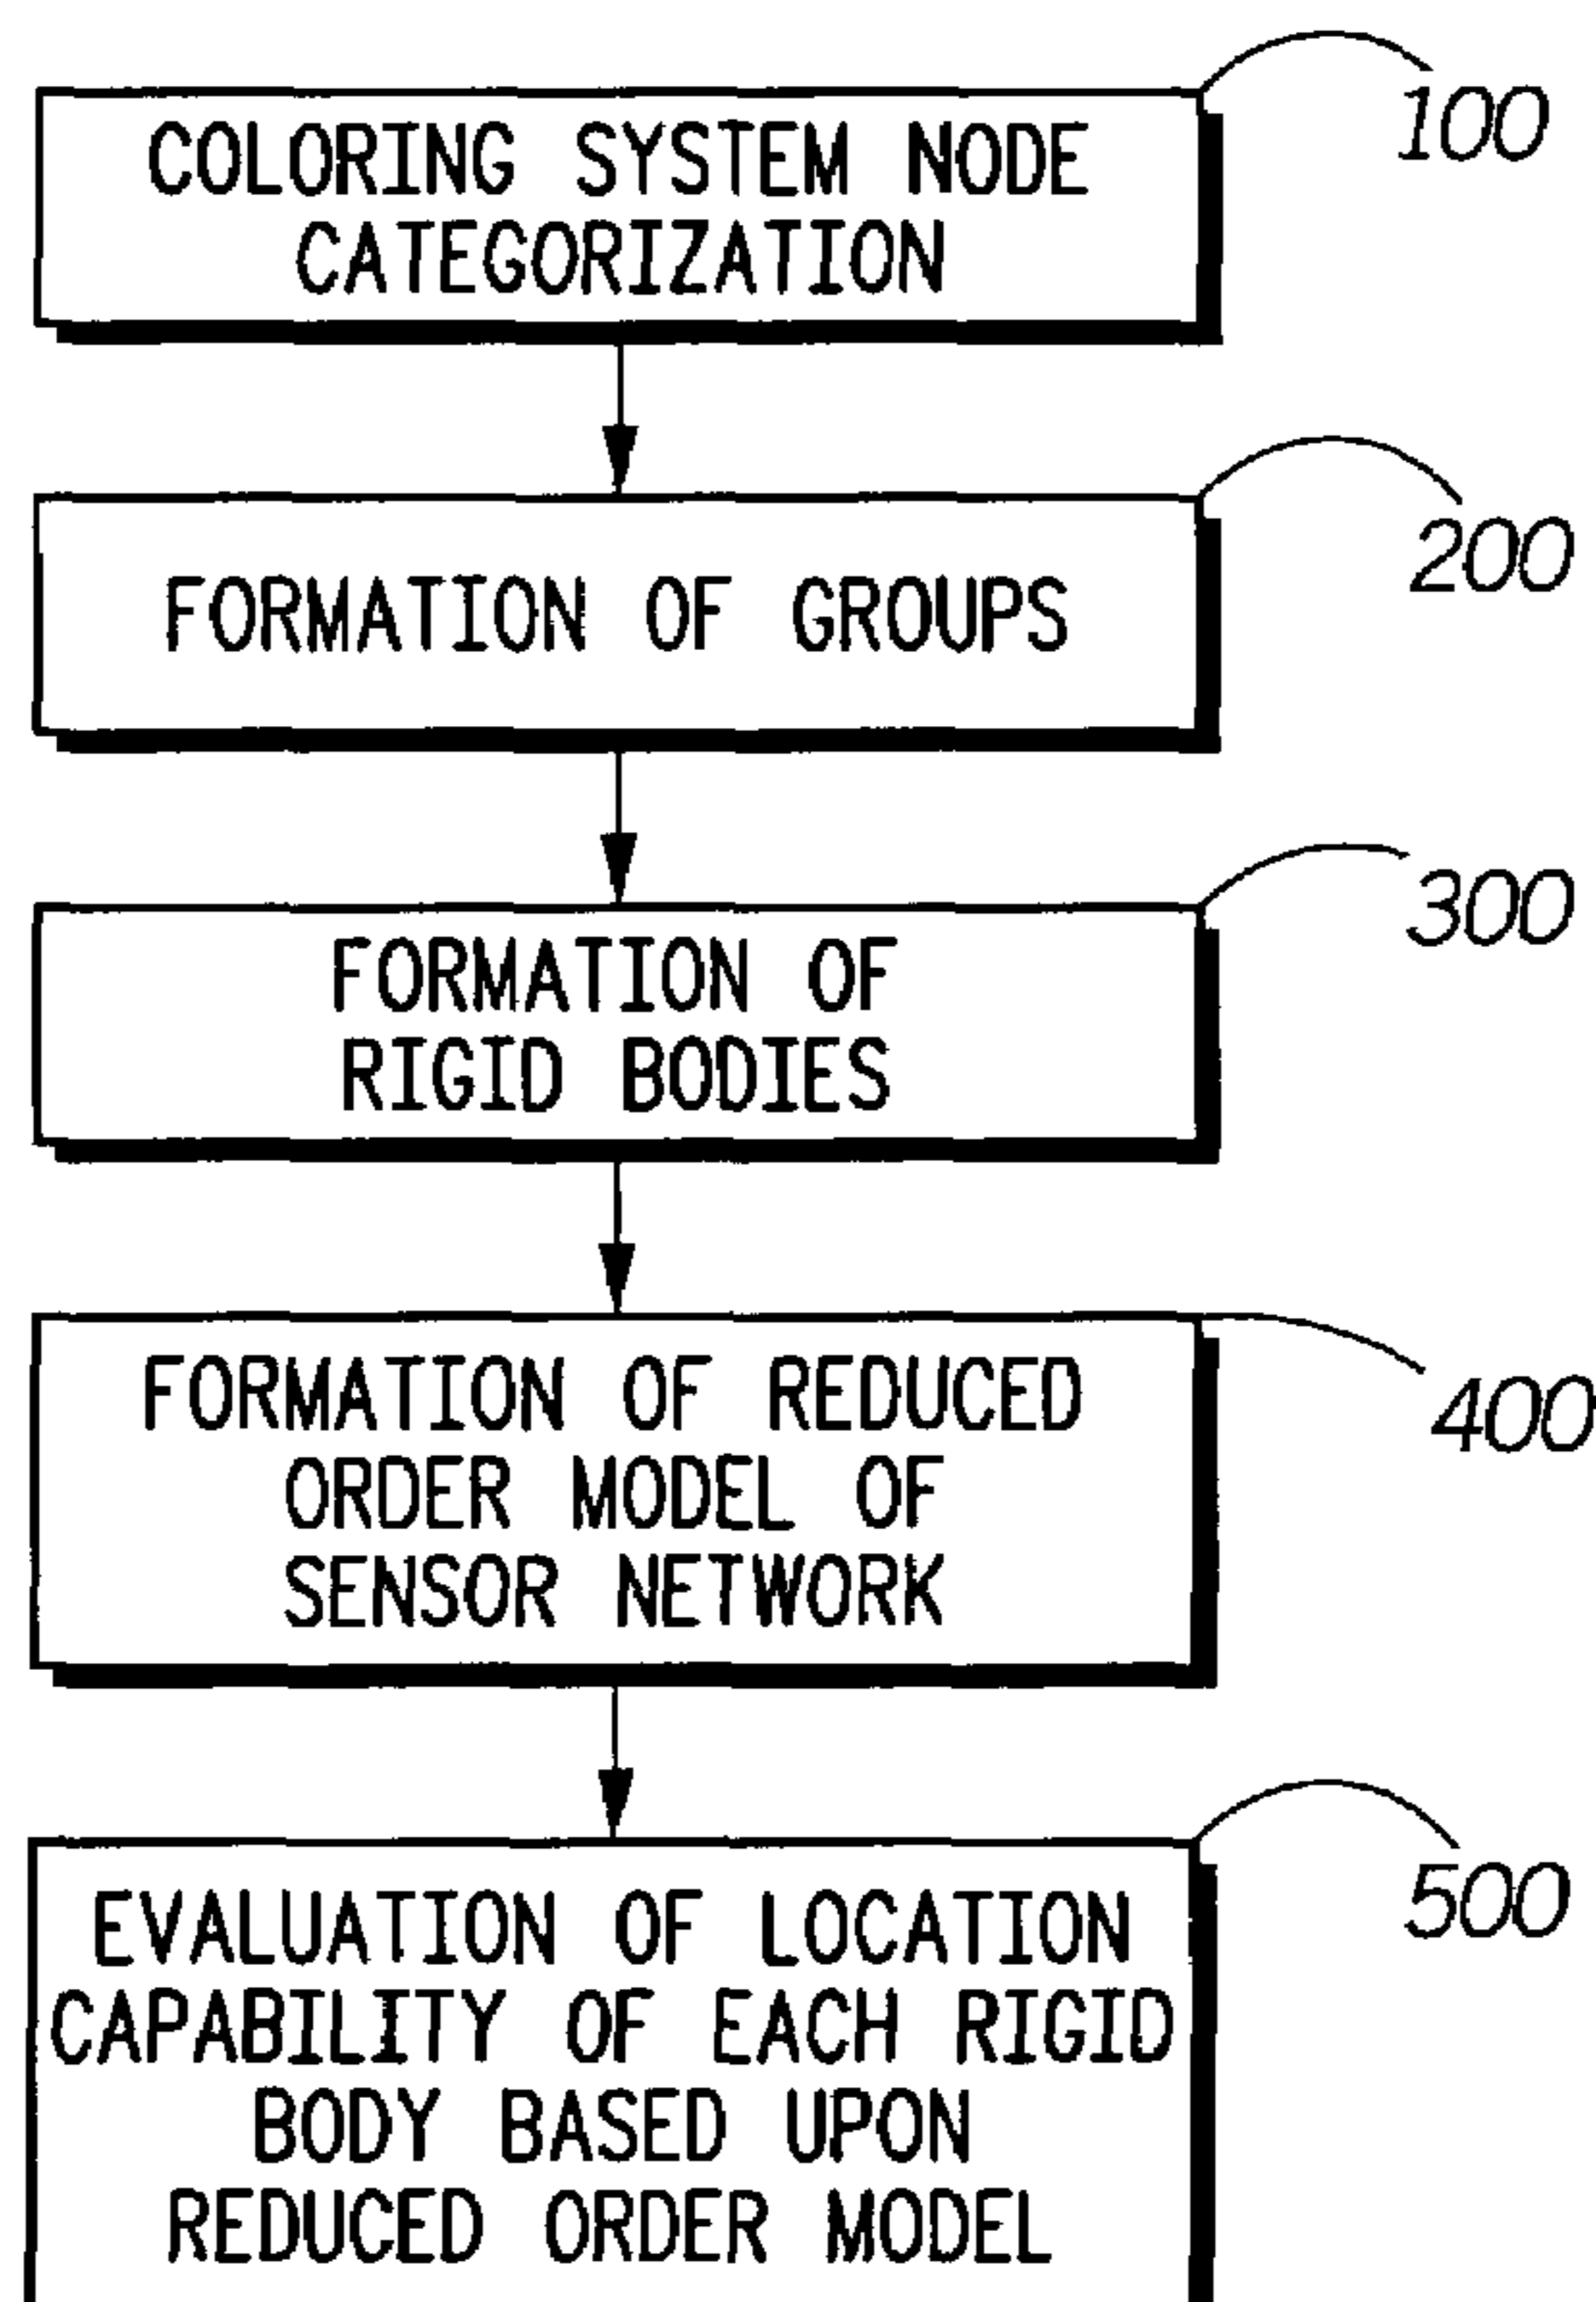 100
COLORING SYSTEM NODE
CATEGORIZATION
200
FORMATION OF GROUPS
300
FORMATION OF
RIGID BODIES
400
FORMATION OF REDUCED
ORDER MODEL OF
SENSOR NETWORK
500
EVALUATION OF LOCATION
CAPABILITY OF EACH RIGID
BODY BASED UPON
REDUCED ORDER MODEL